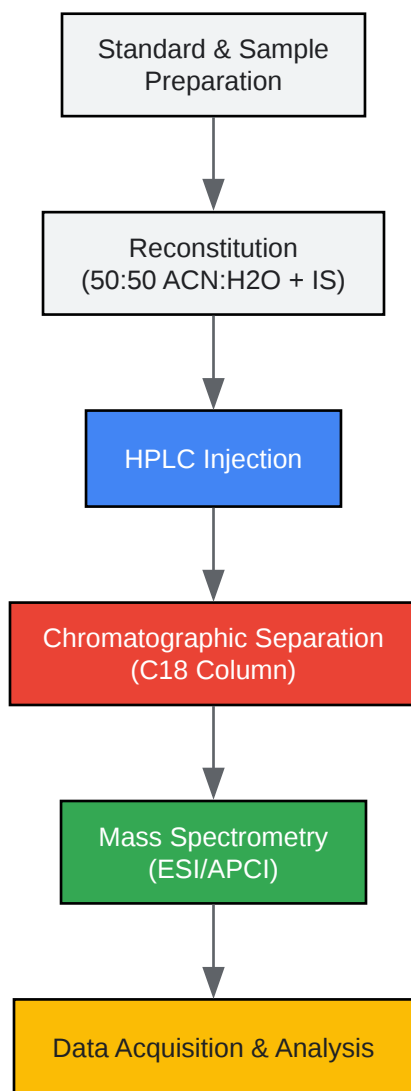 Standard & Sample
Preparation
Reconstitution
(50:50 ACN:H2O + IS)
HPLC Injection
Chromatographic Separation
(C18 Column)
Mass Spectrometry
(ESI/APCI)
Data Acquisition & Analysis